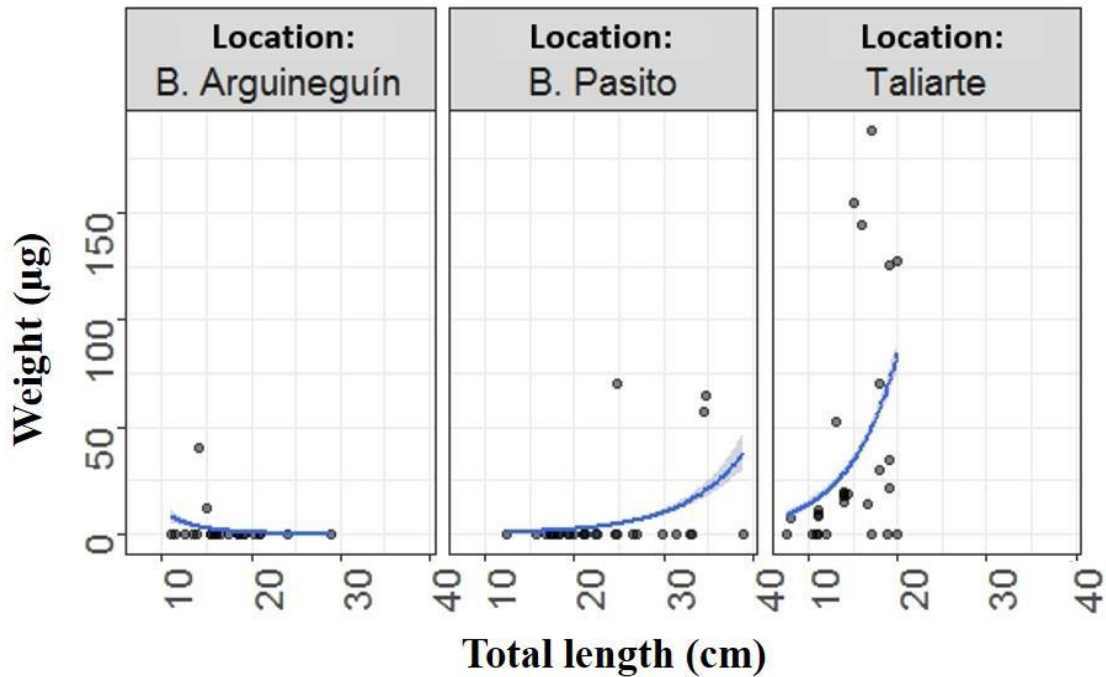 Location:
B. Arguineguín
Location:
B. Pasito
Location:
Taliarte
Weight (µg)
150
100
50
0
10
20
30
40
10
20
30
40
10
20
30
40
Total length (cm)